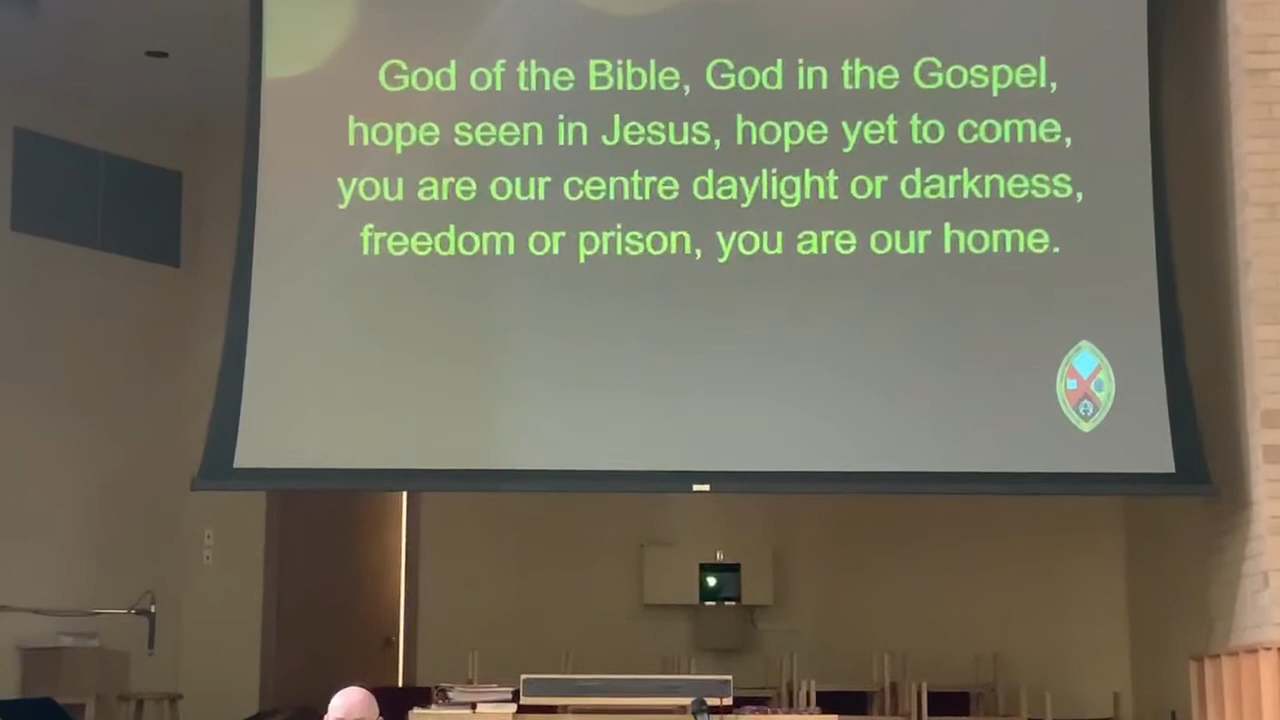 God of the Bible, God in the Gospel,
hope seen in Jesus, hope yet to come,
you are our centre daylight or darkness,
freedom or prison, you are our home.